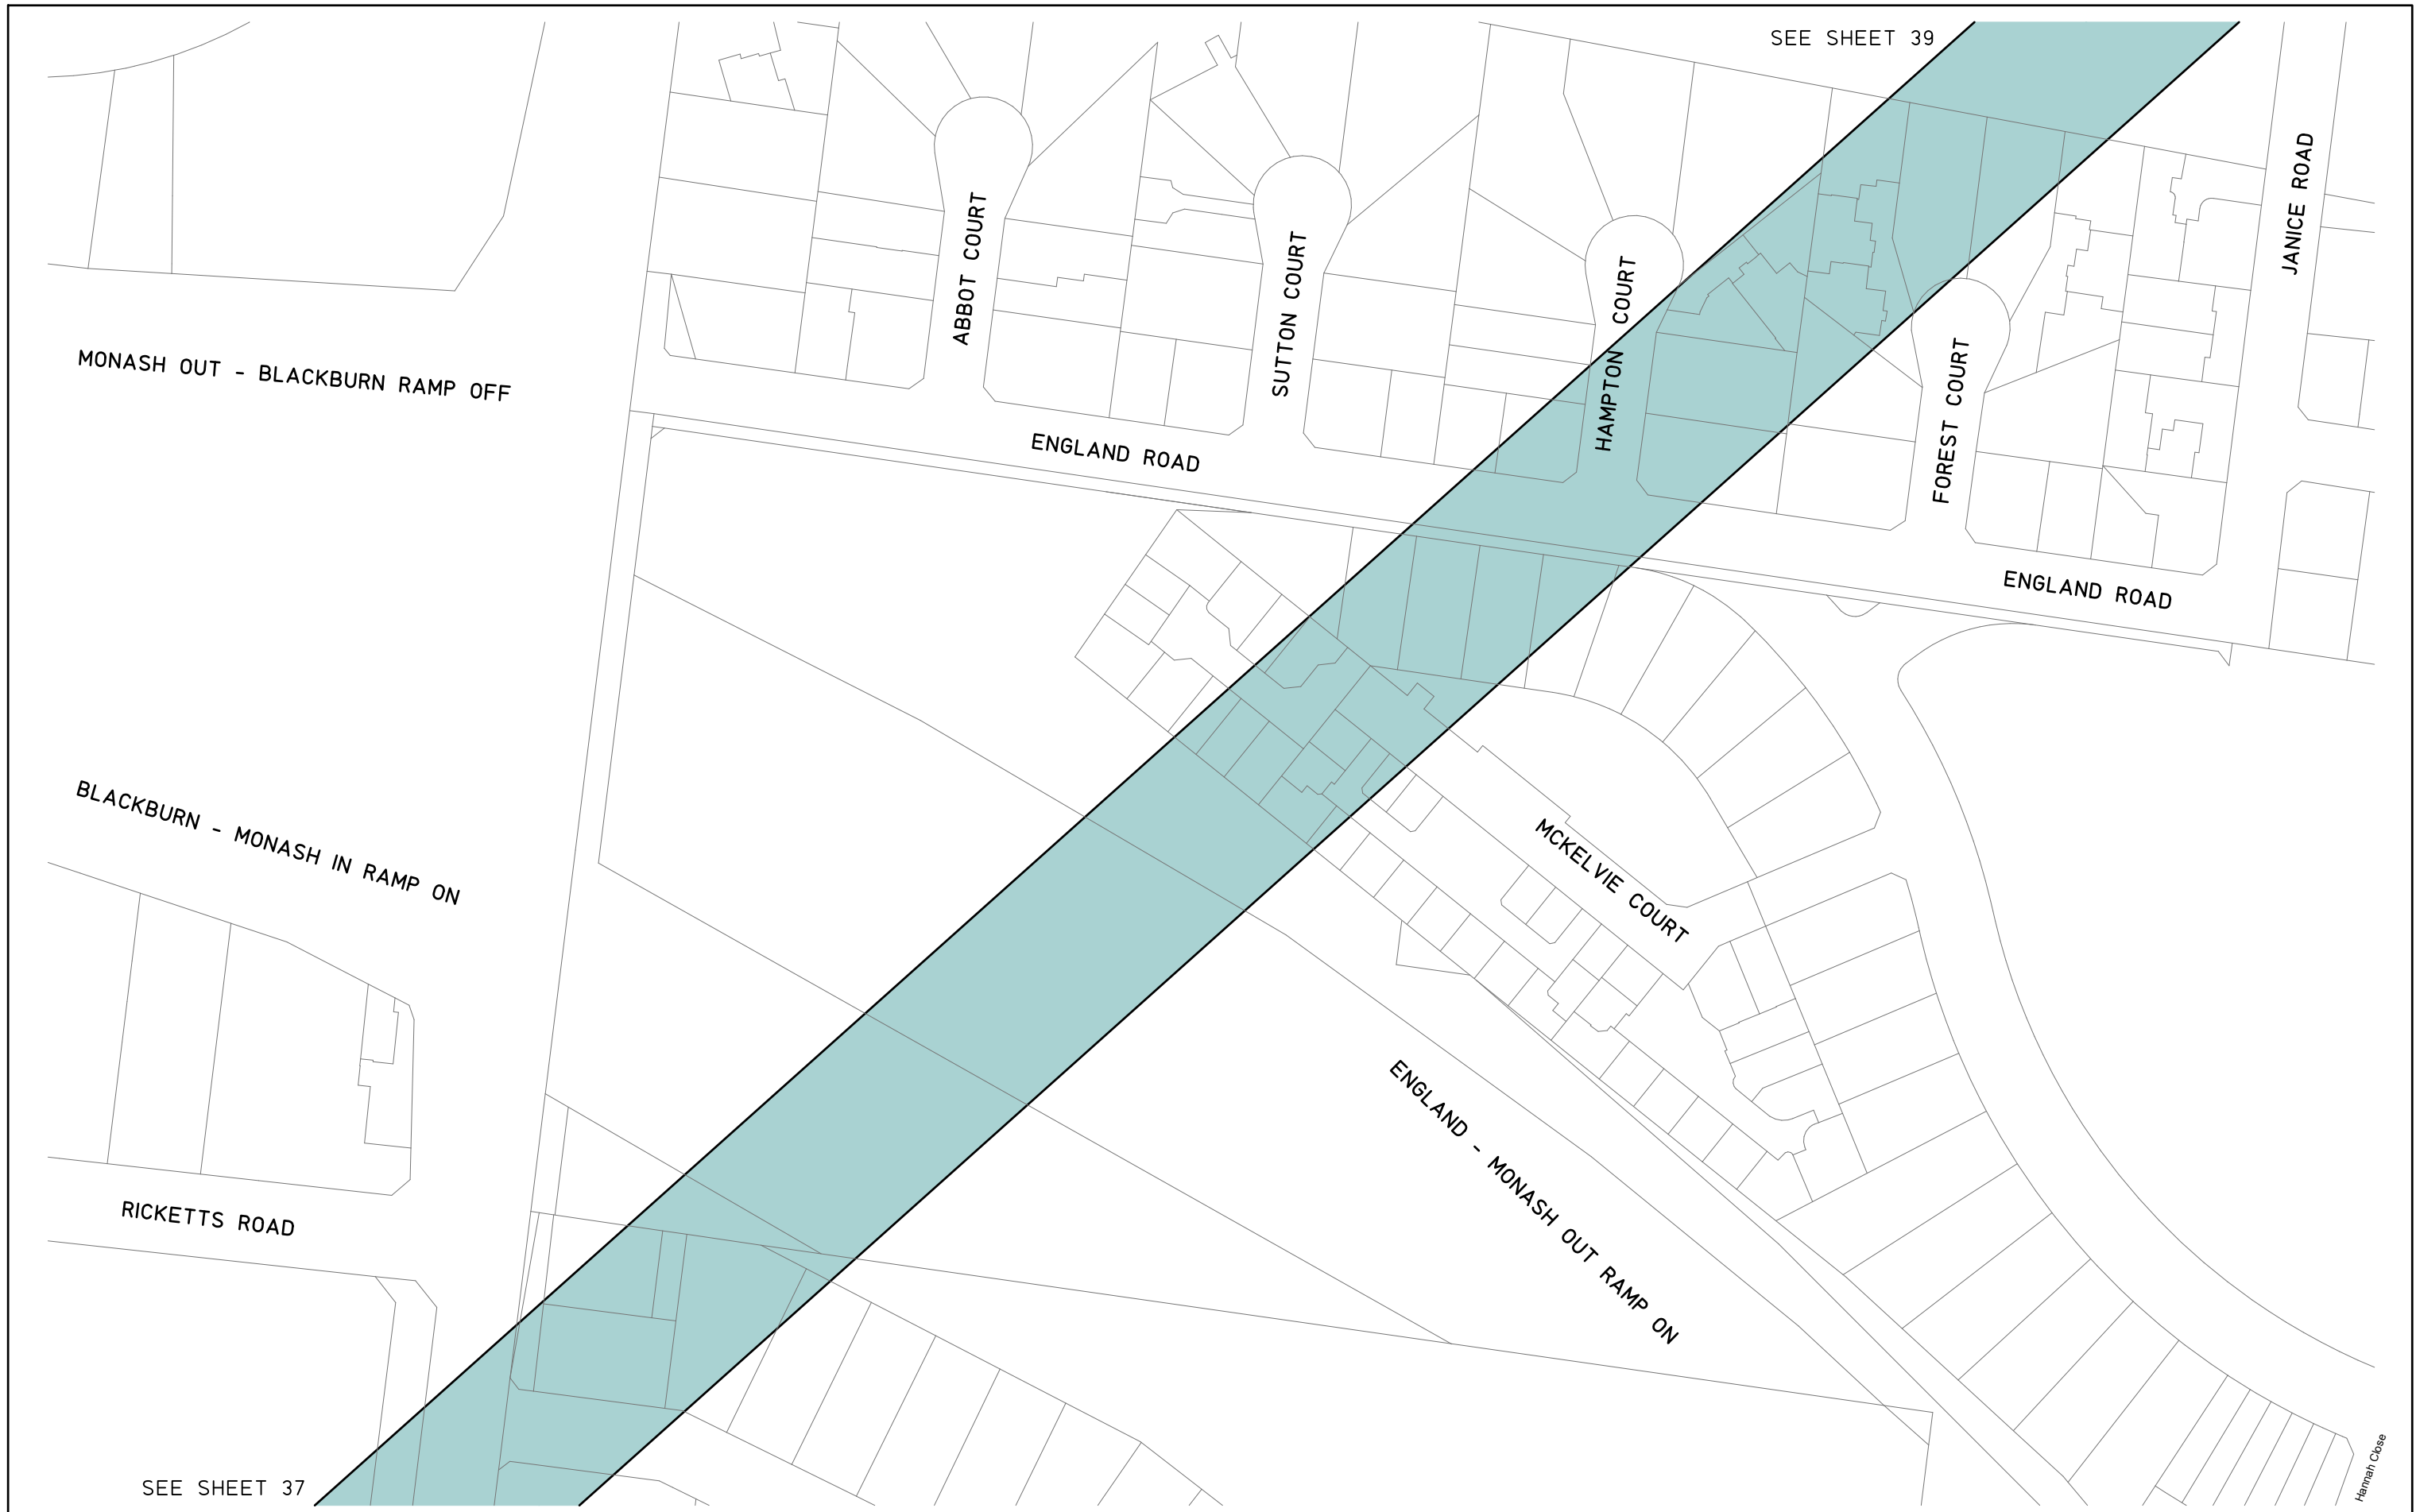 SEE SHEET 39
JANICE ROAD
ABBOT COURT
SUTTON COURT
HAMPTON COURT
FOREST COURT
MONASH OUT - BLACKBURN RAMP OFF
ENGLAND ROAD
ENGLAND ROAD
BLACKBURN - MONASH IN RAMP ON
MCKELVIE COURT
ENGLAND - MONASH OUT RAMP ON
RICKETTS ROAD
Hannah Close
SEE SHEET 37